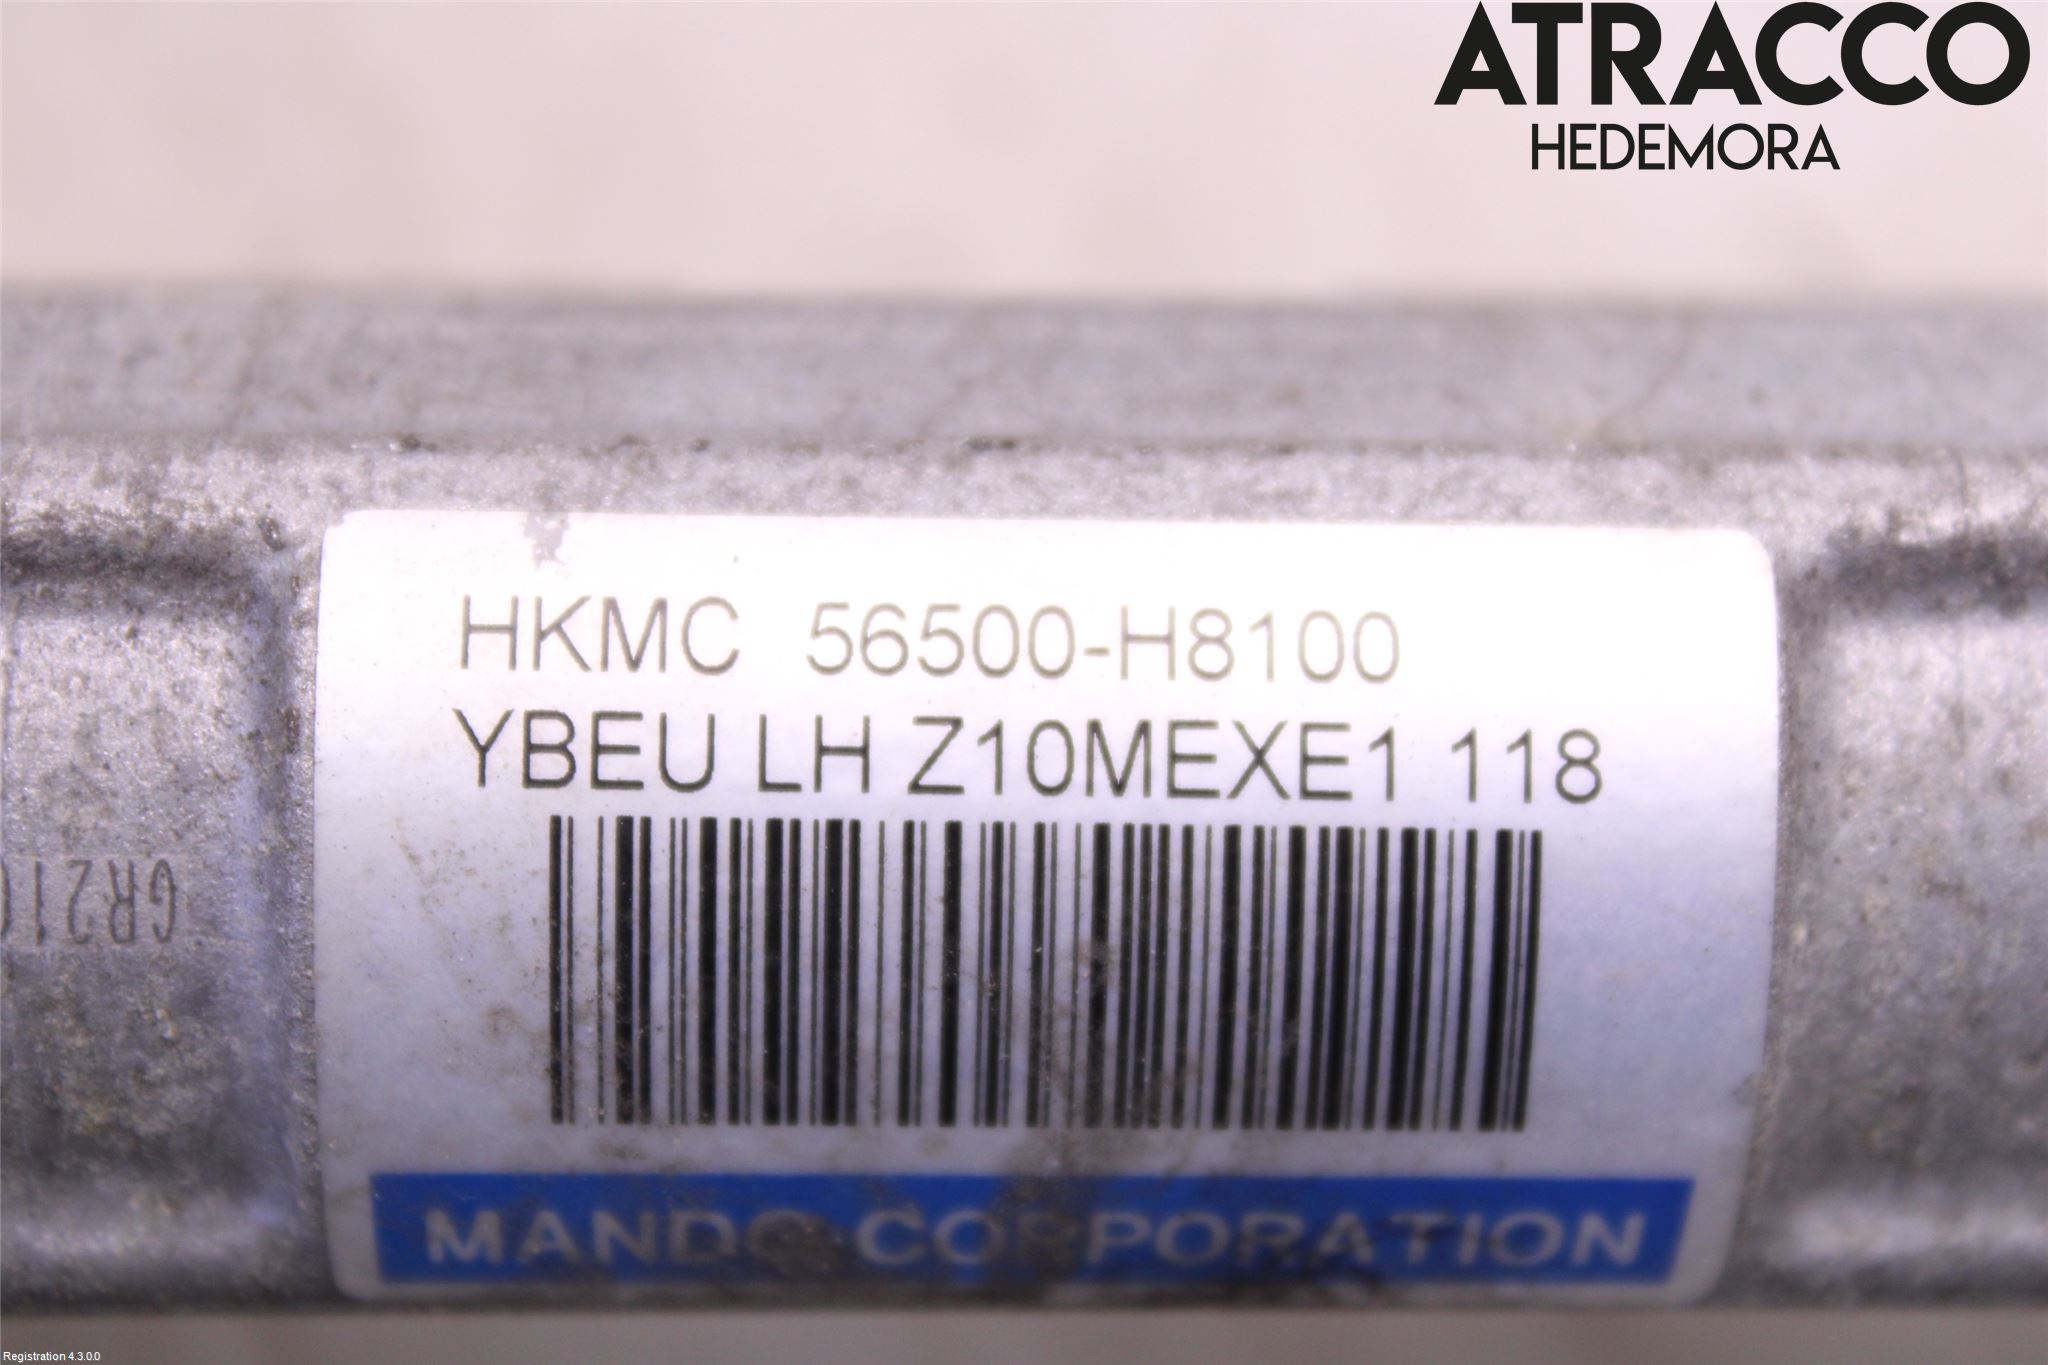 ATRACCO
HEDEMORA
HKMC 56500-H8100
YBEU LH Z10MEXE1 118
MANDO CORPORATION
Registration 4.3.0.0